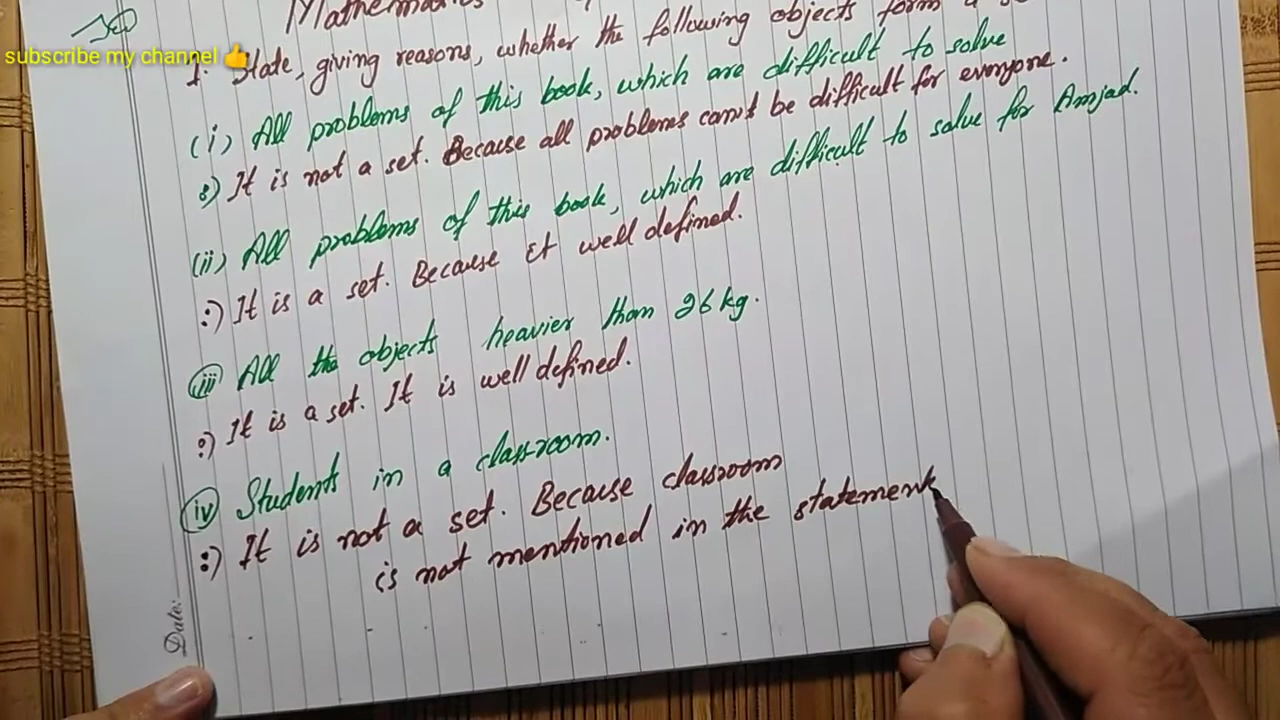 Mathematics
subscribe my channel 👍
1. State, giving reasons, whether the following objects form a
(i) All problems of this book, which are difficult to solve
:) It is not a set. Because all problems can't be difficult for everyone.
(ii) All problems of this book, which are difficult to solve for Amjad.
:) It is a set. Because it well defined.
(iii) All the objects heavier than 26 kg.
:) It is a set. It is well defined.
(iv) Students in a classroom.
:) It is not a set. Because classroom
is not mentioned in the statement
Date: